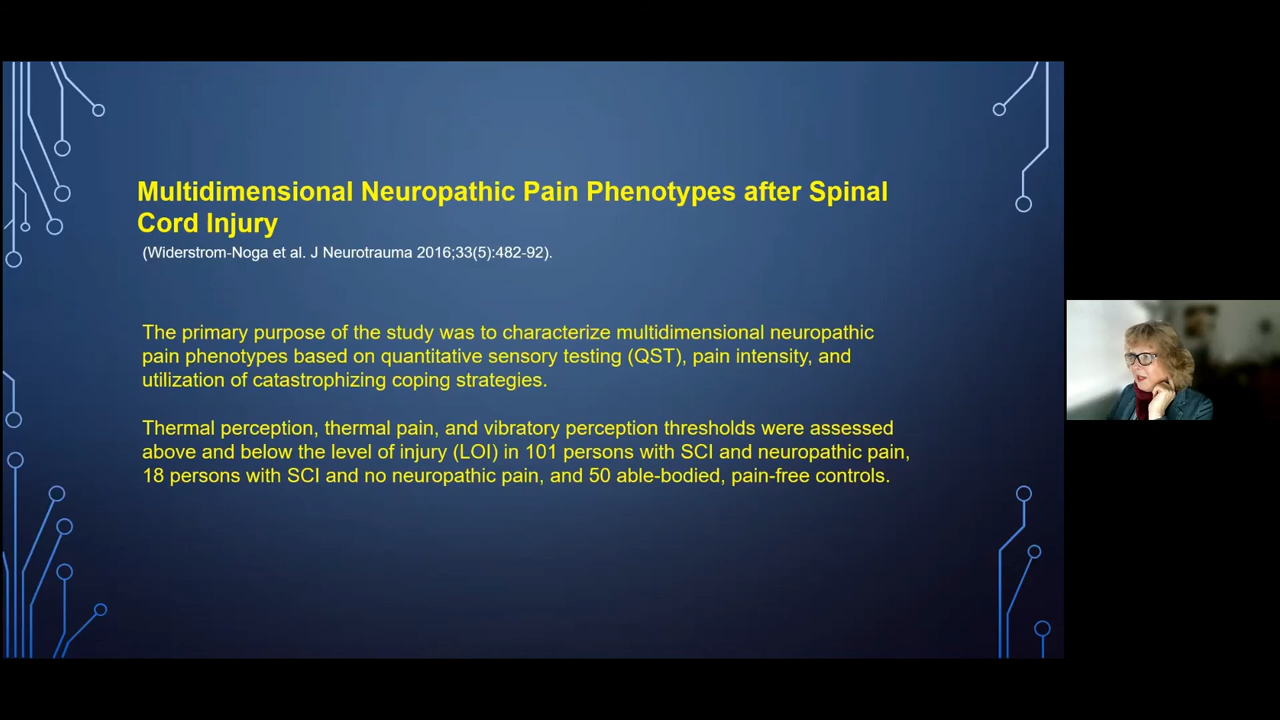 Multidimensional Neuropathic Pain Phenotypes after Spinal
Cord Injury
(Widerstrom-Noga et al. J Neurotrauma 2016;33(5):482-92).
The primary purpose of the study was to characterize multidimensional neuropathic
pain phenotypes based on quantitative sensory testing (QST), pain intensity, and
utilization of catastrophizing coping strategies.
Thermal perception, thermal pain, and vibratory perception thresholds were assessed
above and below the level of injury (LOI) in 101 persons with SCI and neuropathic pain,
18 persons with SCI and no neuropathic pain, and 50 able-bodied, pain-free controls.